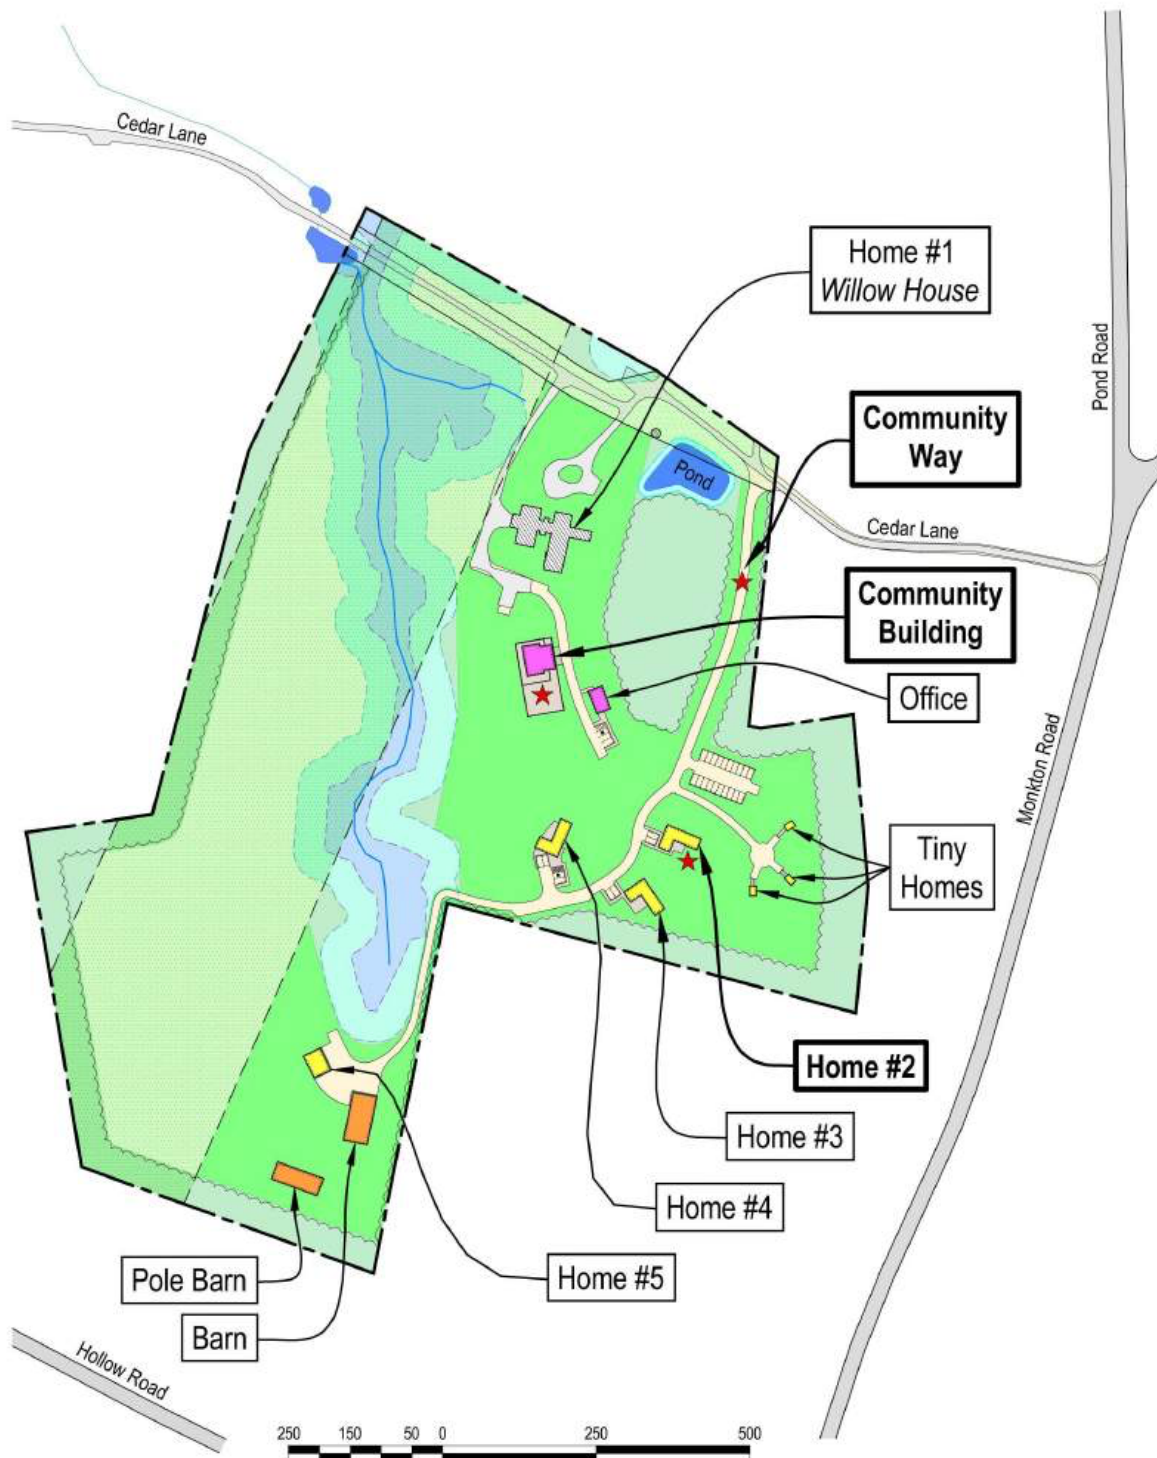 Cedar Lane
Home #1
Willow House
Pond Road
Community
Way
Pond
Cedar Lane
Community
Building
Office
Monkton Road
Tiny
Homes
Home #2
Home #3
Home #4
Home #5
Pole Barn
Barn
Hollow Road
250 150 50 0 250 500